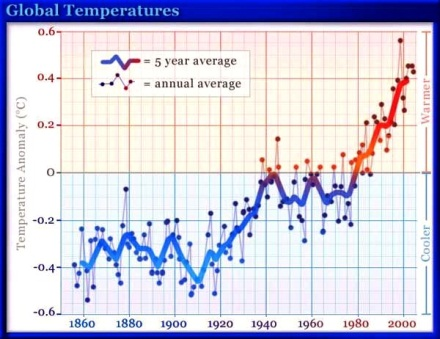 Global Temperatures
0.6
0.4
0.2
0
-0.2
-0.4
-0.6
Temperature Anomaly (°C)
= 5 year average
= annual average
Warmer
Cooler
1860 1880 1900 1920 1940 1960 1980 2000